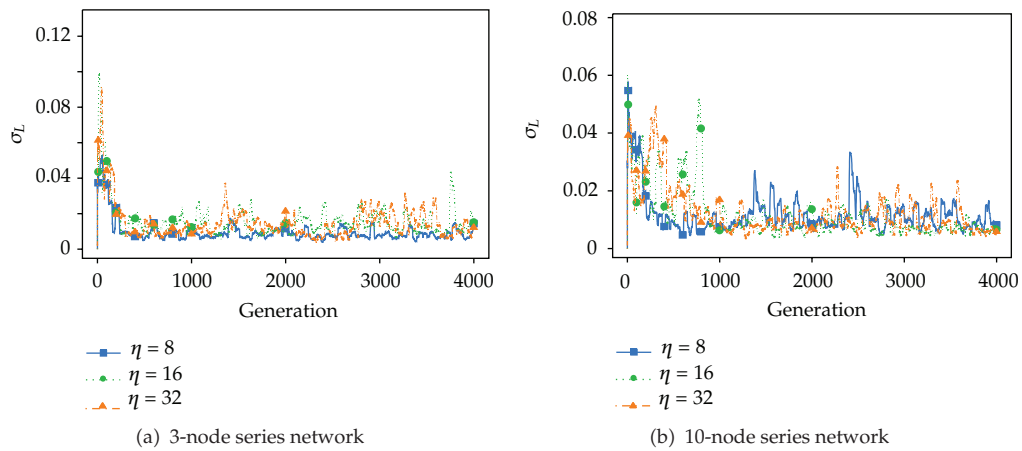 0.12
0.08
0.04
0
σL
0 1000 2000 3000 4000
Generation
η = 8
η = 16
η = 32
(a) 3-node series network
0.08
0.06
0.04
0.02
0
σL
0 1000 2000 3000 4000
Generation
η = 8
η = 16
η = 32
(b) 10-node series network